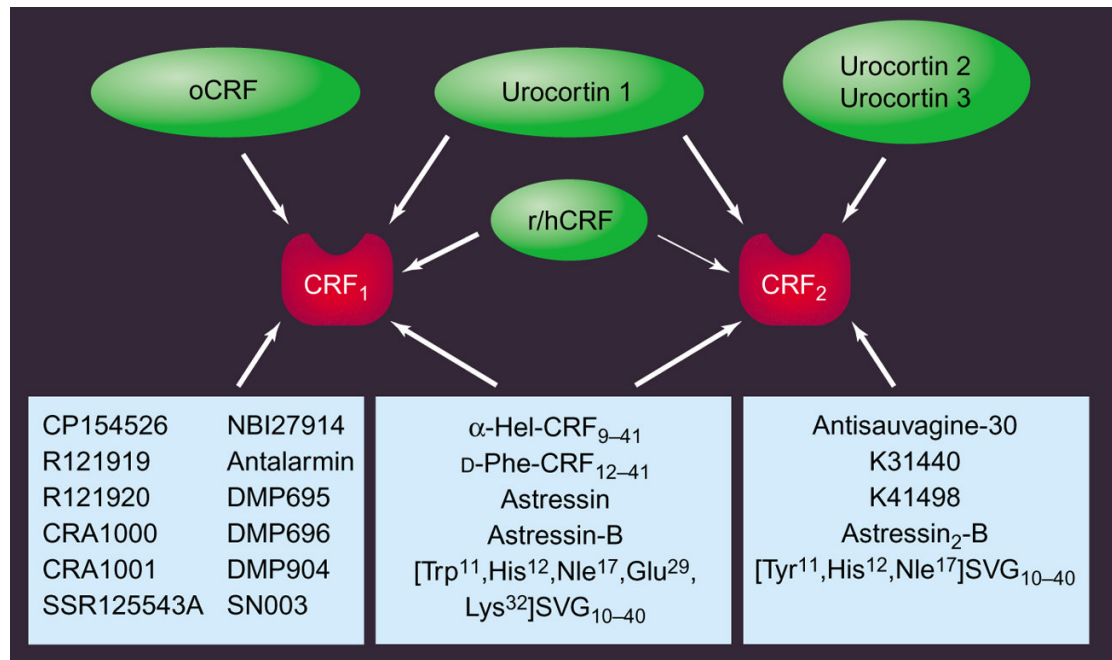 oCRF
Urocortin 1
Urocortin 2
Urocortin 3
r/hCRF
CRF₁
CRF₂
CP154526 NBI27914
R121919 Antalarmin
R121920 DMP695
CRA1000 DMP696
CRA1001 DMP904
SSR125543A SN003
α-Hel-CRF₉₋₄₁
D-Phe-CRF₁₂₋₄₁
Astressin
Astressin-B
[Trp¹¹,His¹²,Nle¹⁷,Glu²⁹,
Lys³²]SVG₁₀₋₄₀
Antisauvagine-30
K31440
K41498
Astressin₂-B
[Tyr¹¹,His¹²,Nle¹⁷]SVG₁₀₋₄₀